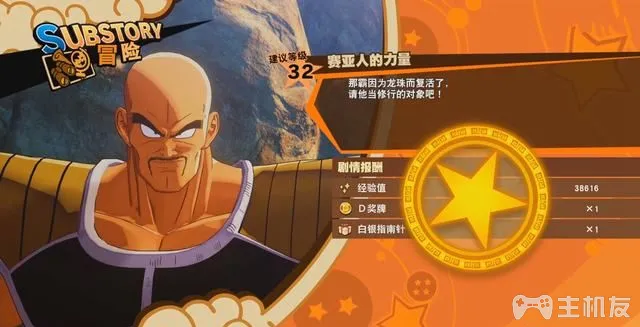 SUBSTORY
冒险
建议等级
32
赛亚人的力量
那霸因为龙珠而复活了，
请他当修行的对象吧！
剧情报酬
经验值 38616
D奖牌 ×1
白银指南针 ×1
主机友